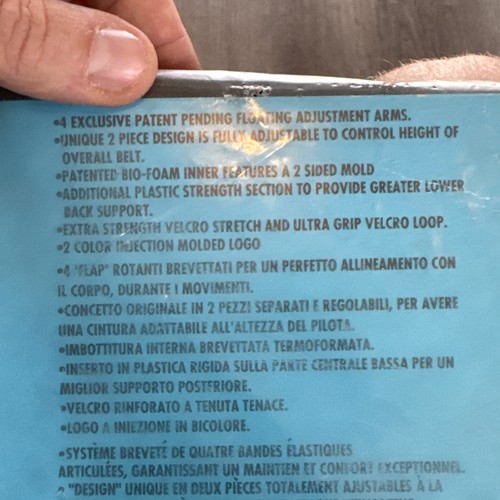 •4 EXCLUSIVE PATENT PENDING FLOATING ADJUSTMENT ARMS.
•UNIQUE 2 PIECE DESIGN IS FULLY ADJUSTABLE TO CONTROL HEIGHT OF
OVERALL BELT.
•PATENTED BIO-FOAM INNER FEATURES A 2 SIDED MOLD
•ADDITIONAL PLASTIC STRENGTH SECTION TO PROVIDE GREATER LOWER
BACK SUPPORT.
•EXTRA STRENGTH VELCRO STRETCH AND ULTRA GRIP VELCRO LOOP.
•2 COLOR INJECTION MOLDED LOGO
•4 "FLAP" ROTANTI BREVETTATI PER UN PERFETTO ALLINEAMENTO CON
IL CORPO, DURANTE I MOVIMENTI.
•CONCETTO ORIGINALE IN 2 PEZZI SEPARATI E REGOLABILI, PER AVERE
UNA CINTURA ADATTABILE ALL'ALTEZZA DEL PILOTA.
•IMBOTTITURA INTERNA BREVETTATA TERMOFORMATA.
•INSERTO IN PLASTICA RIGIDA SULLA PARTE CENTRALE BASSA PER UN
MIGLIOR SUPPORTO POSTERIORE.
•VELCRO RINFORATO A TENUTA TENACE.
•LOGO A INIEZIONE IN BICOLORE.
•SYSTÈME BREVETÉ DE QUATRE BANDES ÉLASTIQUES
ARTICULÉES, GARANTISSANT UN MAINTIEN ET CONFORT EXCEPTIONNEL.
2 "DESIGN" UNIQUE EN DEUX PIÈCES TOTALEMENT AJUSTABLES À LA